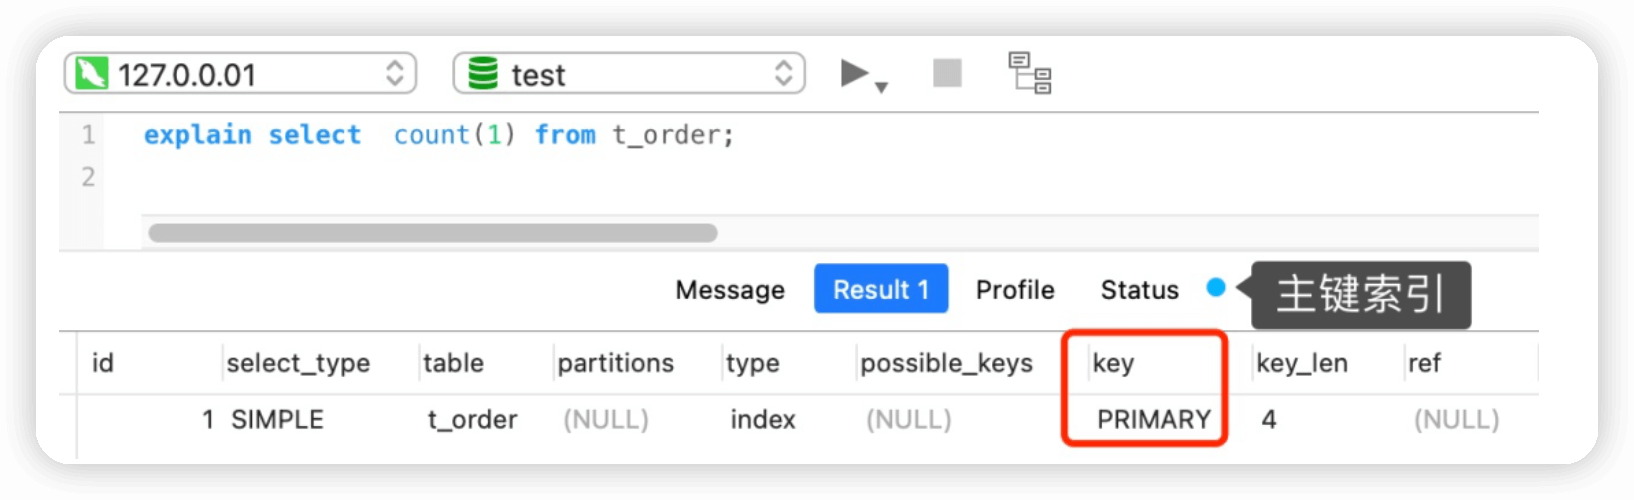 127.0.0.01 test
1 explain select count(1) from t_order;
2
Message Result 1 Profile Status 主键索引
id select_type table partitions type possible_keys key key_len ref
1 SIMPLE t_order (NULL) index (NULL) PRIMARY 4 (NULL)